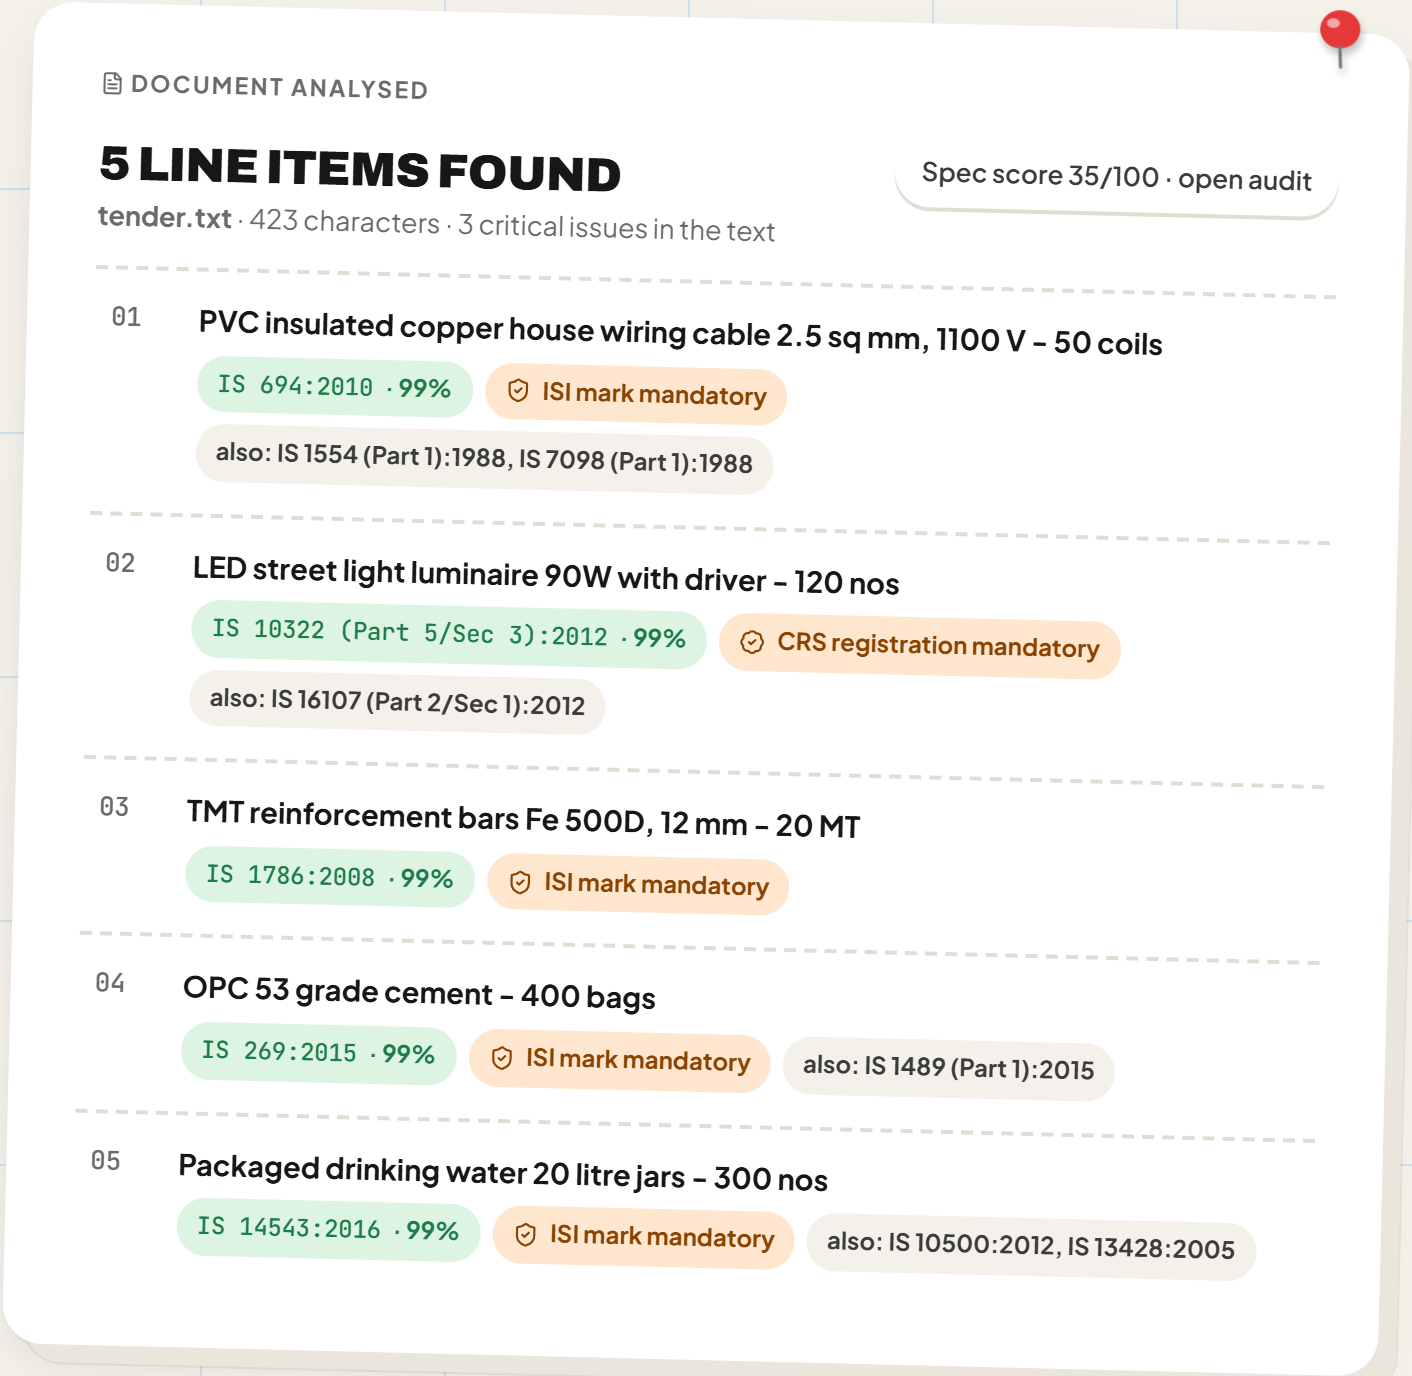 DOCUMENT ANALYSED
5 LINE ITEMS FOUND
Spec score 35/100 · open audit
tender.txt · 423 characters · 3 critical issues in the text
01
PVC insulated copper house wiring cable 2.5 sq mm, 1100 V – 50 coils
IS 694:2010 · 99%
ISI mark mandatory
also: IS 1554 (Part 1):1988, IS 7098 (Part 1):1988
02
LED street light luminaire 90W with driver – 120 nos
IS 10322 (Part 5/Sec 3):2012 · 99%
CRS registration mandatory
also: IS 16107 (Part 2/Sec 1):2012
03
TMT reinforcement bars Fe 500D, 12 mm – 20 MT
IS 1786:2008 · 99%
ISI mark mandatory
04
OPC 53 grade cement – 400 bags
IS 269:2015 · 99%
ISI mark mandatory
also: IS 1489 (Part 1):2015
05
Packaged drinking water 20 litre jars – 300 nos
IS 14543:2016 · 99%
ISI mark mandatory
also: IS 10500:2012, IS 13428:2005